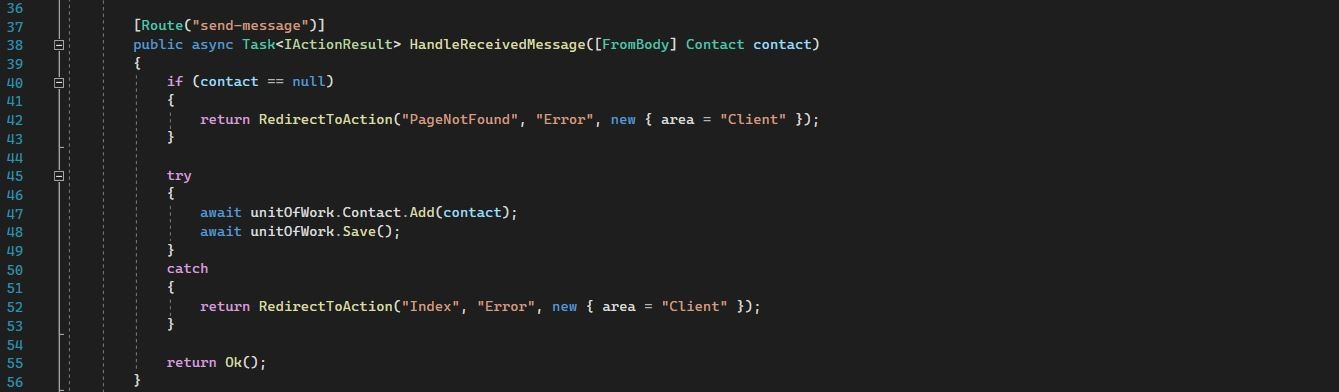 36
37 [Route("send-message")]
38 public async Task<IActionResult> HandleReceivedMessage([FromBody] Contact contact)
39 {
40 if (contact == null)
41 {
42 return RedirectToAction("PageNotFound", "Error", new { area = "Client" });
43 }
44
45 try
46 {
47 await unitOfWork.Contact.Add(contact);
48 await unitOfWork.Save();
49 }
50 catch
51 {
52 return RedirectToAction("Index", "Error", new { area = "Client" });
53 }
54
55 return Ok();
56 }